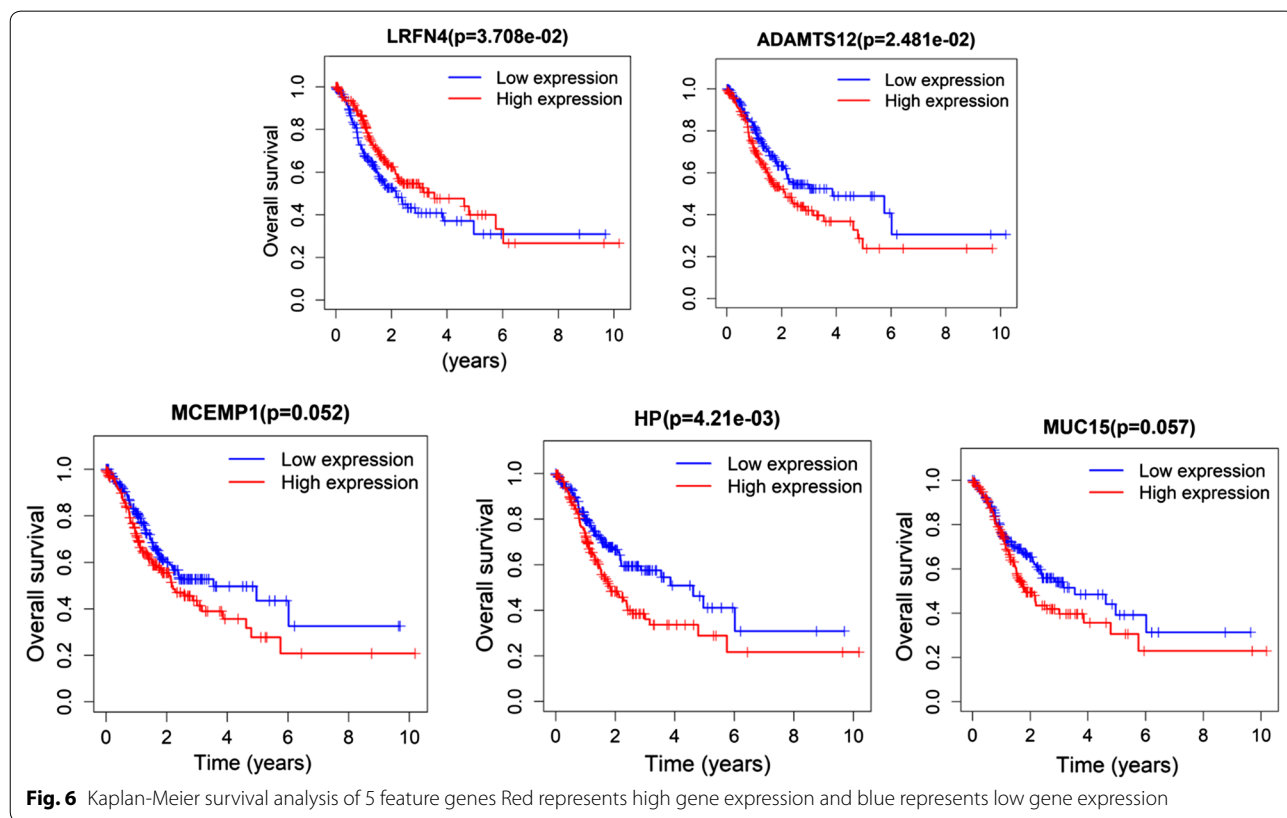 LRFN4(p=3.708e-02)
Low expression
High expression
Overall survival
0.0 0.2 0.4 0.6 0.8 1.0
0 2 4 6 8 10
(years)
ADAMTS12(p=2.481e-02)
Low expression
High expression
Overall survival
0.0 0.2 0.4 0.6 0.8 1.0
0 2 4 6 8 10
MCEMP1(p=0.052)
Low expression
High expression
Overall survival
0.0 0.2 0.4 0.6 0.8 1.0
0 2 4 6 8 10
Time (years)
HP(p=4.21e-03)
Low expression
High expression
Overall survival
0.0 0.2 0.4 0.6 0.8 1.0
0 2 4 6 8 10
Time (years)
MUC15(p=0.057)
Low expression
High expression
Overall survival
0.0 0.2 0.4 0.6 0.8 1.0
0 2 4 6 8 10
Time (years)
Fig. 6 Kaplan-Meier survival analysis of 5 feature genes Red represents high gene expression and blue represents low gene expression